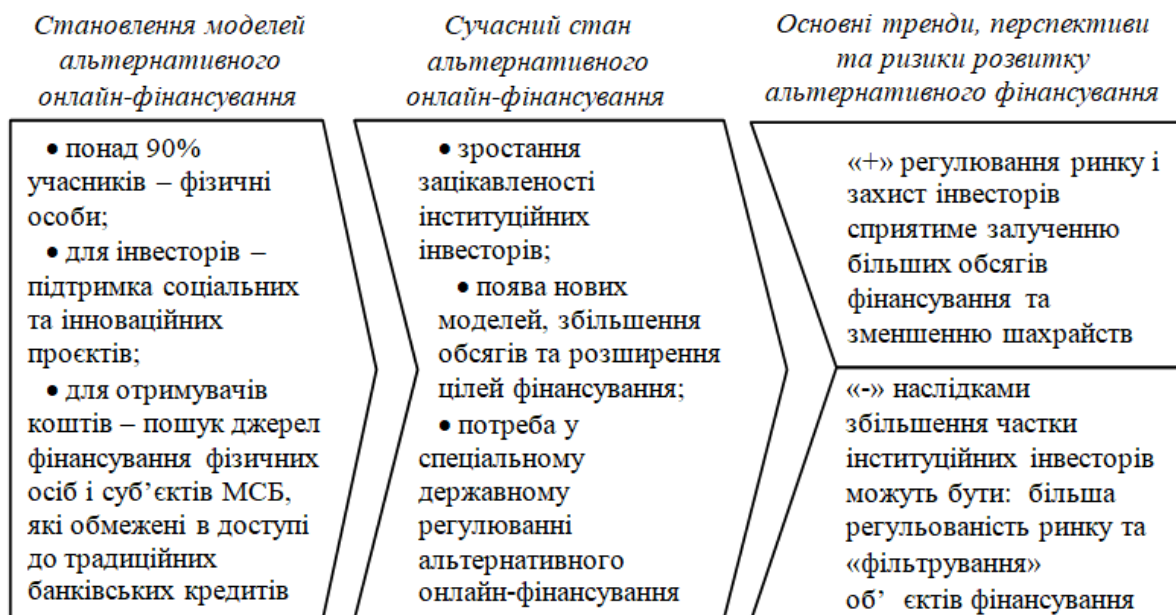 Становлення моделей
альтернативного
онлайн-фінансування
• понад 90%
учасників – фізичні
особи;
• для інвесторів –
підтримка соціальних
та інноваційних
проєктів;
• для отримувачів
коштів – пошук джерел
фінансування фізичних
осіб і суб’єктів МСБ,
які обмежені в доступі
до традиційних
банківських кредитів
Сучасний стан
альтернативного
онлайн-фінансування
• зростання
зацікавленості
інституційних
інвесторів;
• поява нових
моделей, збільшення
обсягів та розширення
цілей фінансування;
• потреба у
спеціальному
державному
регулюванні
альтернативного
онлайн-фінансування
Основні тренди, перспективи
та ризики розвитку
альтернативного фінансування
«+» регулювання ринку і
захист інвесторів
сприятиме залученню
більших обсягів
фінансування та
зменшенню шахрайств
«-» наслідками
збільшення частки
інституційних інвесторів
можуть бути: більша
регульованість ринку та
«фільтрування»
об’ єктів фінансування